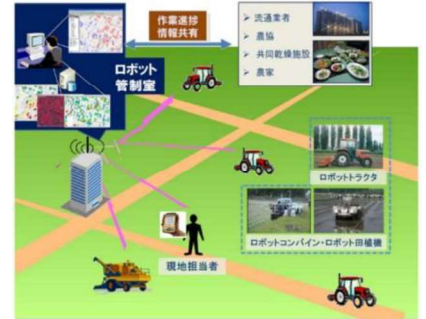 作業進捗
情報共有
➢ 流通業者
➢ 農協
➢ 共同乾燥施設
➢ 農家
ロボット
管制室
ロボットトラクタ
ロボットコンバイン・ロボット田植機
現地担当者